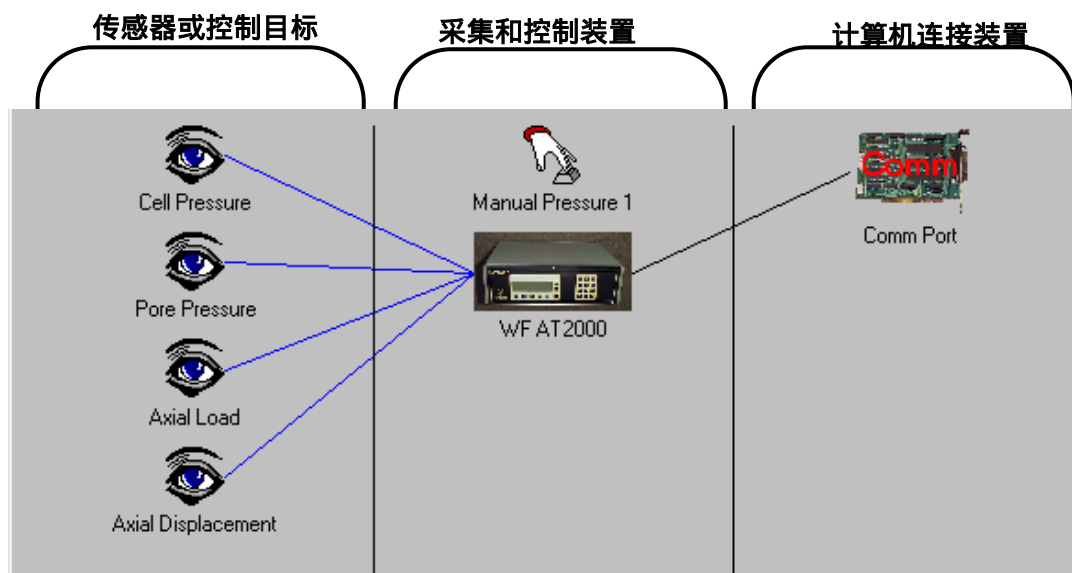 传感器或控制目标
采集和控制装置
计算机连接装置
Cell Pressure
Manual Pressure 1
Comm
Comm Port
Pore Pressure
WF AT2000
Axial Load
Axial Displacement